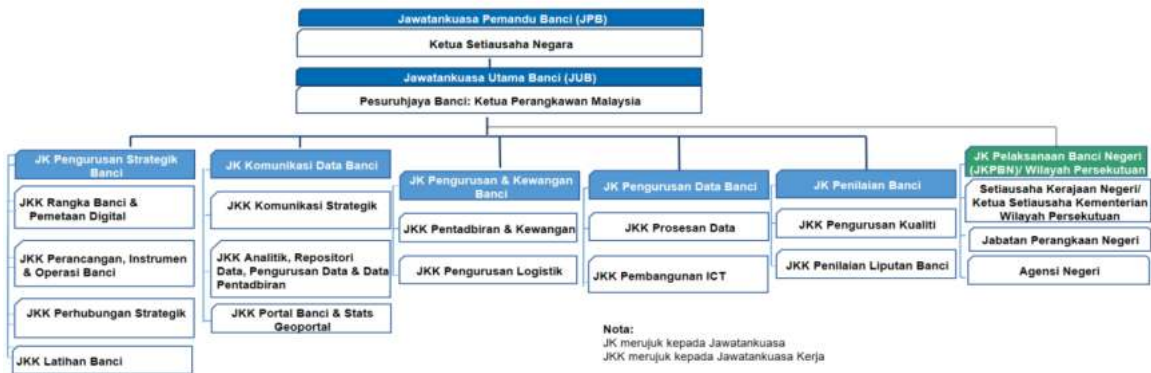 Jawatankuasa Pemandu Banci (JPB)
Ketua Setiausaha Negara
Jawatankuasa Utama Banci (JUB)
Pesuruhjaya Banci: Ketua Perangkawan Malaysia
JK Pengurusan Strategik
Banci
JKK Rangka Banci &
Pemetaan Digital
JKK Perancangan, Instrumen
& Operasi Banci
JKK Perhubungan Strategik
JKK Latihan Banci
JK Komunikasi Data Banci
JKK Komunikasi Strategik
JKK Analitik, Repositori
Data, Pengurusan Data & Data
Pentadbiran
JKK Portal Banci & Stats
Geoportal
JK Pengurusan & Kewangan
Banci
JKK Pentadbiran & Kewangan
JKK Pengurusan Logistik
JK Pengurusan Data Banci
JKK Prosesan Data
JKK Pembangunan ICT
JK Penilaian Banci
JKK Pengurusan Kualiti
JKK Penilaian Liputan Banci
JK Pelaksanaan Banci Negeri
(JKPBN)/ Wilayah Persekutuan
Setiausaha Kerajaan Negeri/
Ketua Setiausaha Kementerian
Wilayah Persekutuan
Jabatan Perangkaan Negeri
Agensi Negeri
Nota:
JK merujuk kepada Jawatankuasa
JKK merujuk kepada Jawatankuasa Kerja